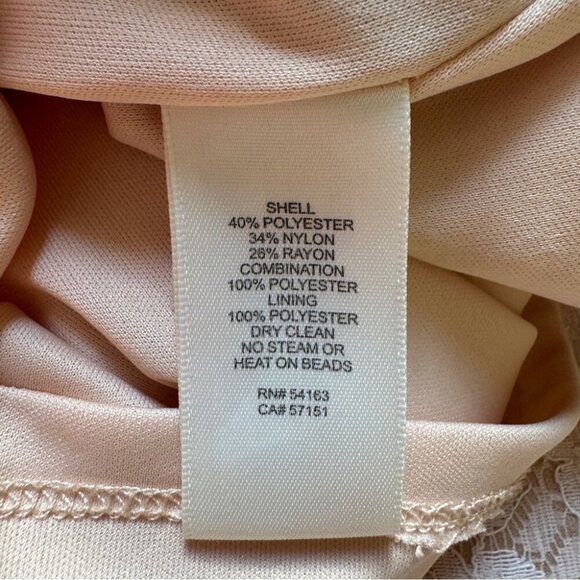 SHELL
40% POLYESTER
34% NYLON
26% RAYON
COMBINATION
100% POLYESTER
LINING
100% POLYESTER
DRY CLEAN
NO STEAM OR
HEAT ON BEADS
RN# 54163
CA# 57151